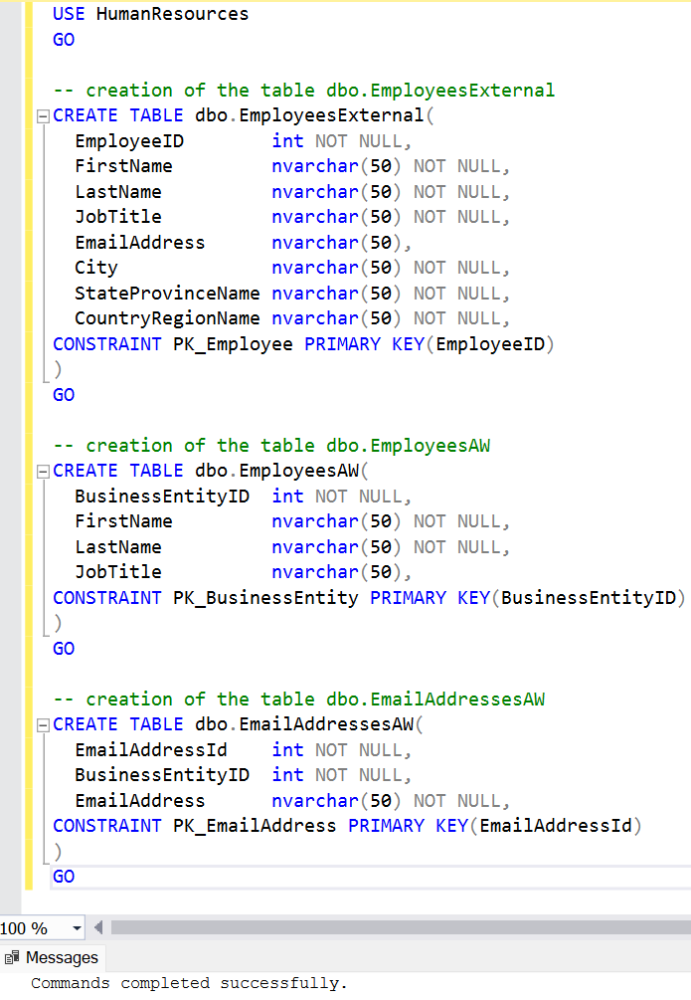 USE HumanResources
GO
-- creation of the table dbo.EmployeesExternal
CREATE TABLE dbo.EmployeesExternal(
  EmployeeID        int NOT NULL,
  FirstName         nvarchar(50) NOT NULL,
  LastName          nvarchar(50) NOT NULL,
  JobTitle          nvarchar(50) NOT NULL,
  EmailAddress      nvarchar(50),
  City              nvarchar(50) NOT NULL,
  StateProvinceName nvarchar(50) NOT NULL,
  CountryRegionName nvarchar(50) NOT NULL,
CONSTRAINT PK_Employee PRIMARY KEY(EmployeeID)
)
GO
-- creation of the table dbo.EmployeesAW
CREATE TABLE dbo.EmployeesAW(
  BusinessEntityID  int NOT NULL,
  FirstName         nvarchar(50) NOT NULL,
  LastName          nvarchar(50) NOT NULL,
  JobTitle          nvarchar(50),
CONSTRAINT PK_BusinessEntity PRIMARY KEY(BusinessEntityID)
)
GO
-- creation of the table dbo.EmailAddressesAW
CREATE TABLE dbo.EmailAddressesAW(
  EmailAddressId    int NOT NULL,
  BusinessEntityID  int NOT NULL,
  EmailAddress      nvarchar(50) NOT NULL,
CONSTRAINT PK_EmailAddress PRIMARY KEY(EmailAddressId)
)
GO
100 %
Messages
Commands completed successfully.